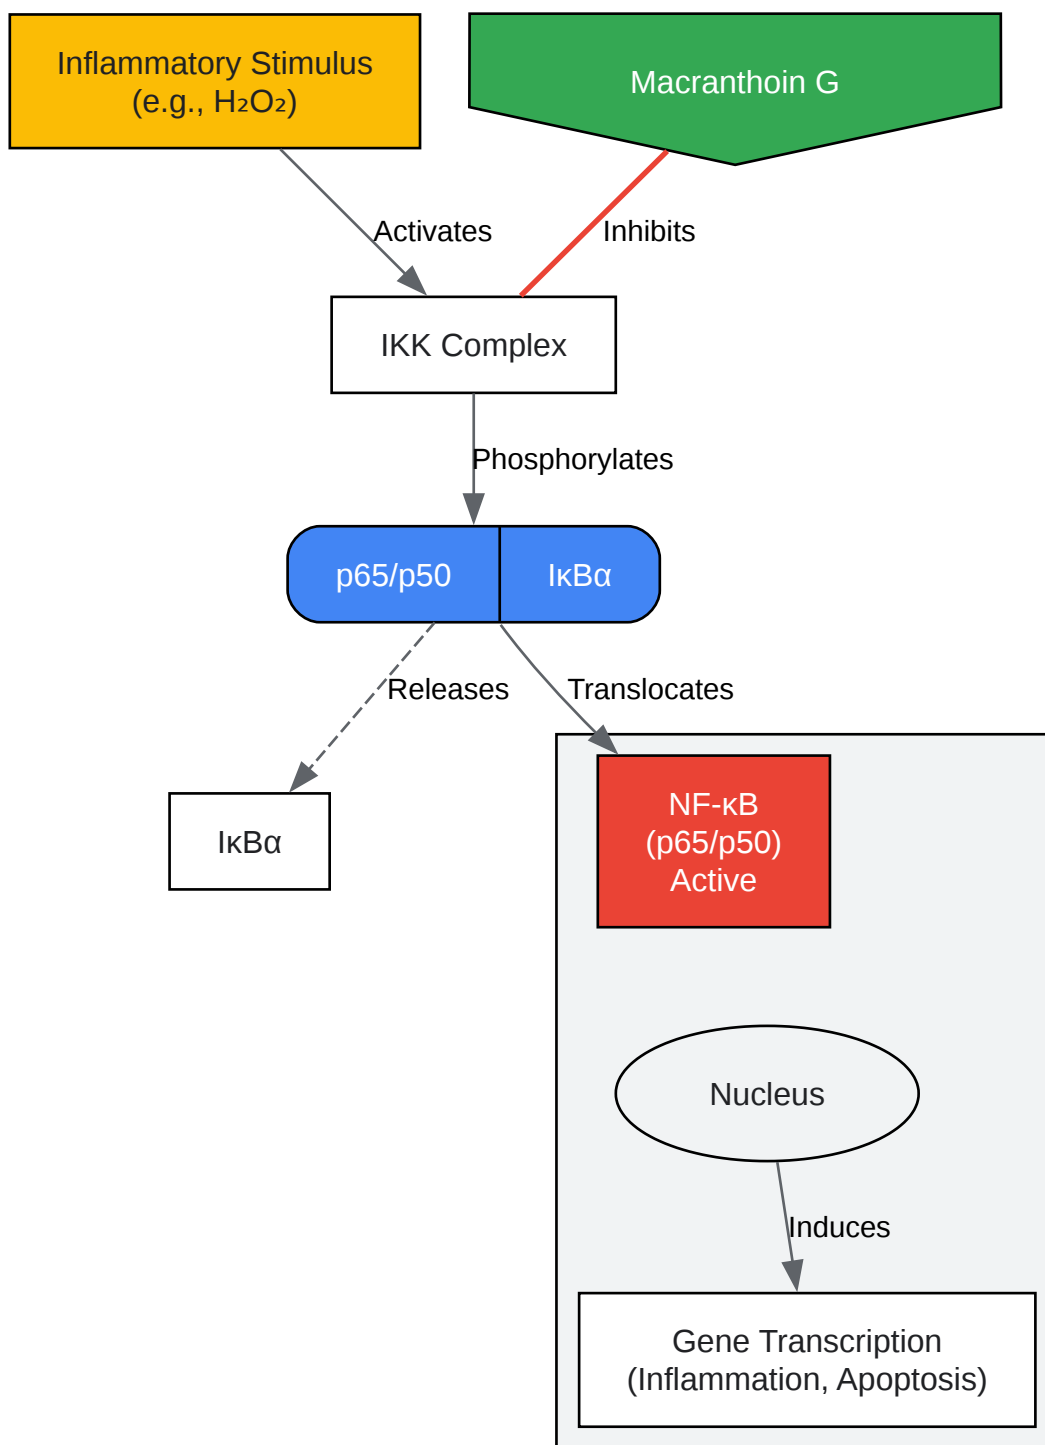 Inflammatory Stimulus
(e.g., H₂O₂)
Macranthoin G
Activates
Inhibits
IKK Complex
Phosphorylates
p65/p50
IκBα
Releases
Translocates
IκBα
NF-κB
(p65/p50)
Active
Nucleus
Induces
Gene Transcription
(Inflammation, Apoptosis)